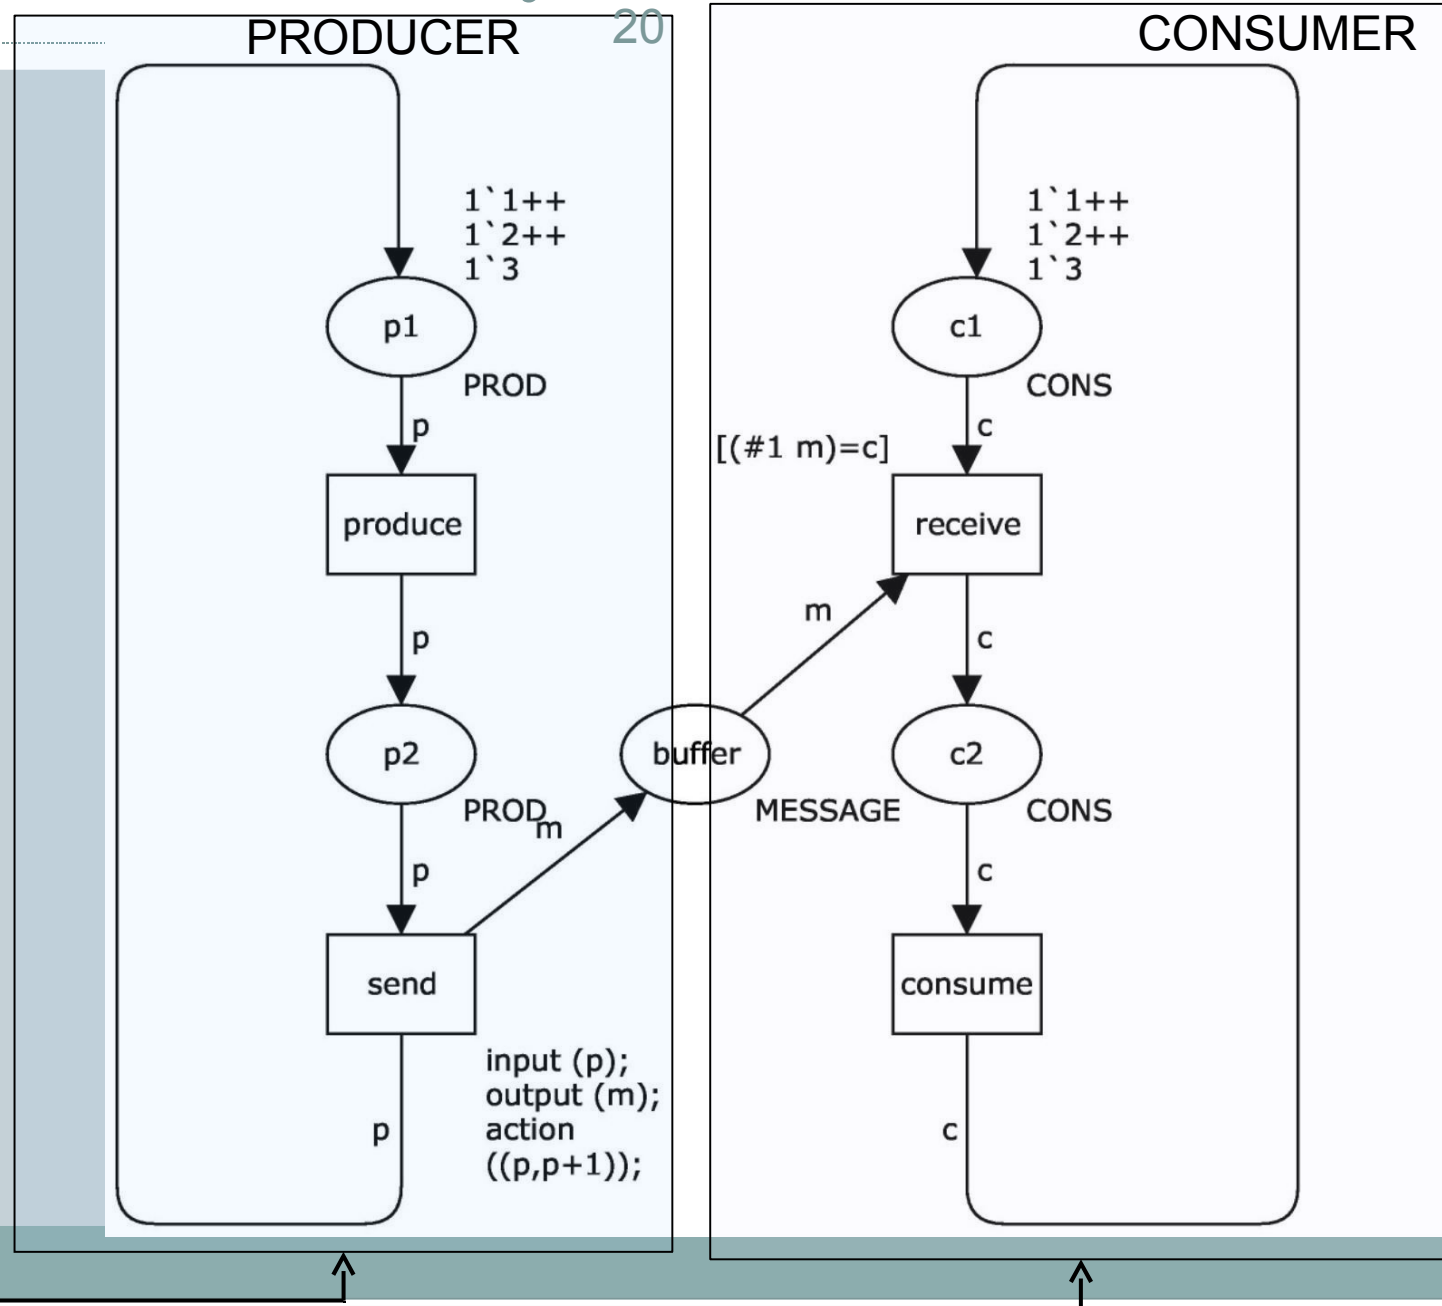 20
PRODUCER
CONSUMER
1`1++
1`2++
1`3
p1
PROD
p
produce
p
p2
PROD
m
p
send
input (p);
output (m);
action
((p,p+1));
p
buffer
MESSAGE
m
1`1++
1`2++
1`3
c1
CONS
c
[(#1 m)=c]
receive
c
c2
CONS
c
consume
c